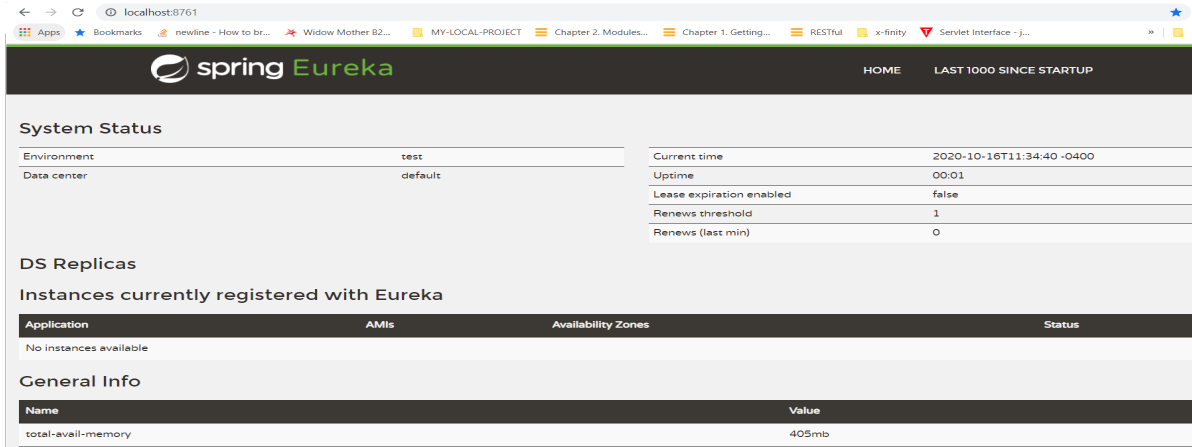 localhost:8761
Apps Bookmarks newline - How to br... Widow Mother B2... MY-LOCAL-PROJECT Chapter 2. Modules... Chapter 1. Getting... RESTful x-finity Servlet Interface - j... »
spring Eureka HOME LAST 1000 SINCE STARTUP
System Status
Environment test
Data center default
Current time 2020-10-16T11:34:40 -0400
Uptime 00:01
Lease expiration enabled false
Renews threshold 1
Renews (last min) 0
DS Replicas
Instances currently registered with Eureka
Application AMIs Availability Zones Status
No instances available
General Info
Name Value
total-avail-memory 405mb